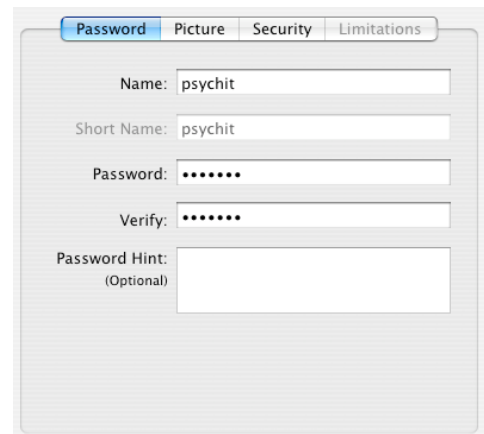 Password Picture Security Limitations
Name: psychit
Short Name: psychit
Password: •••••••
Verify: •••••••
Password Hint:
(Optional)